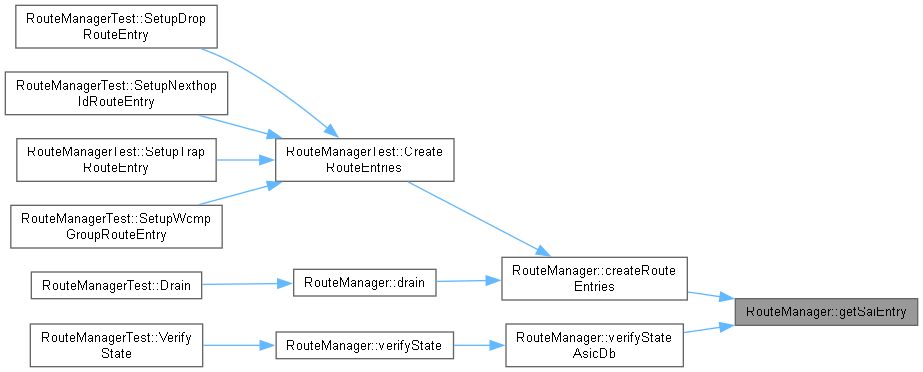 RouteManagerTest::SetupDrop
RouteEntry
RouteManagerTest::SetupNexthop
IdRouteEntry
RouteManagerTest::SetupTrap
RouteEntry
RouteManagerTest::SetupWcmp
GroupRouteEntry
RouteManagerTest::Create
RouteEntries
RouteManagerTest::Drain
RouteManager::drain
RouteManager::createRoute
Entries
RouteManager::getSaiEntry
RouteManagerTest::Verify
State
RouteManager::verifyState
RouteManager::verifyState
AsicDb